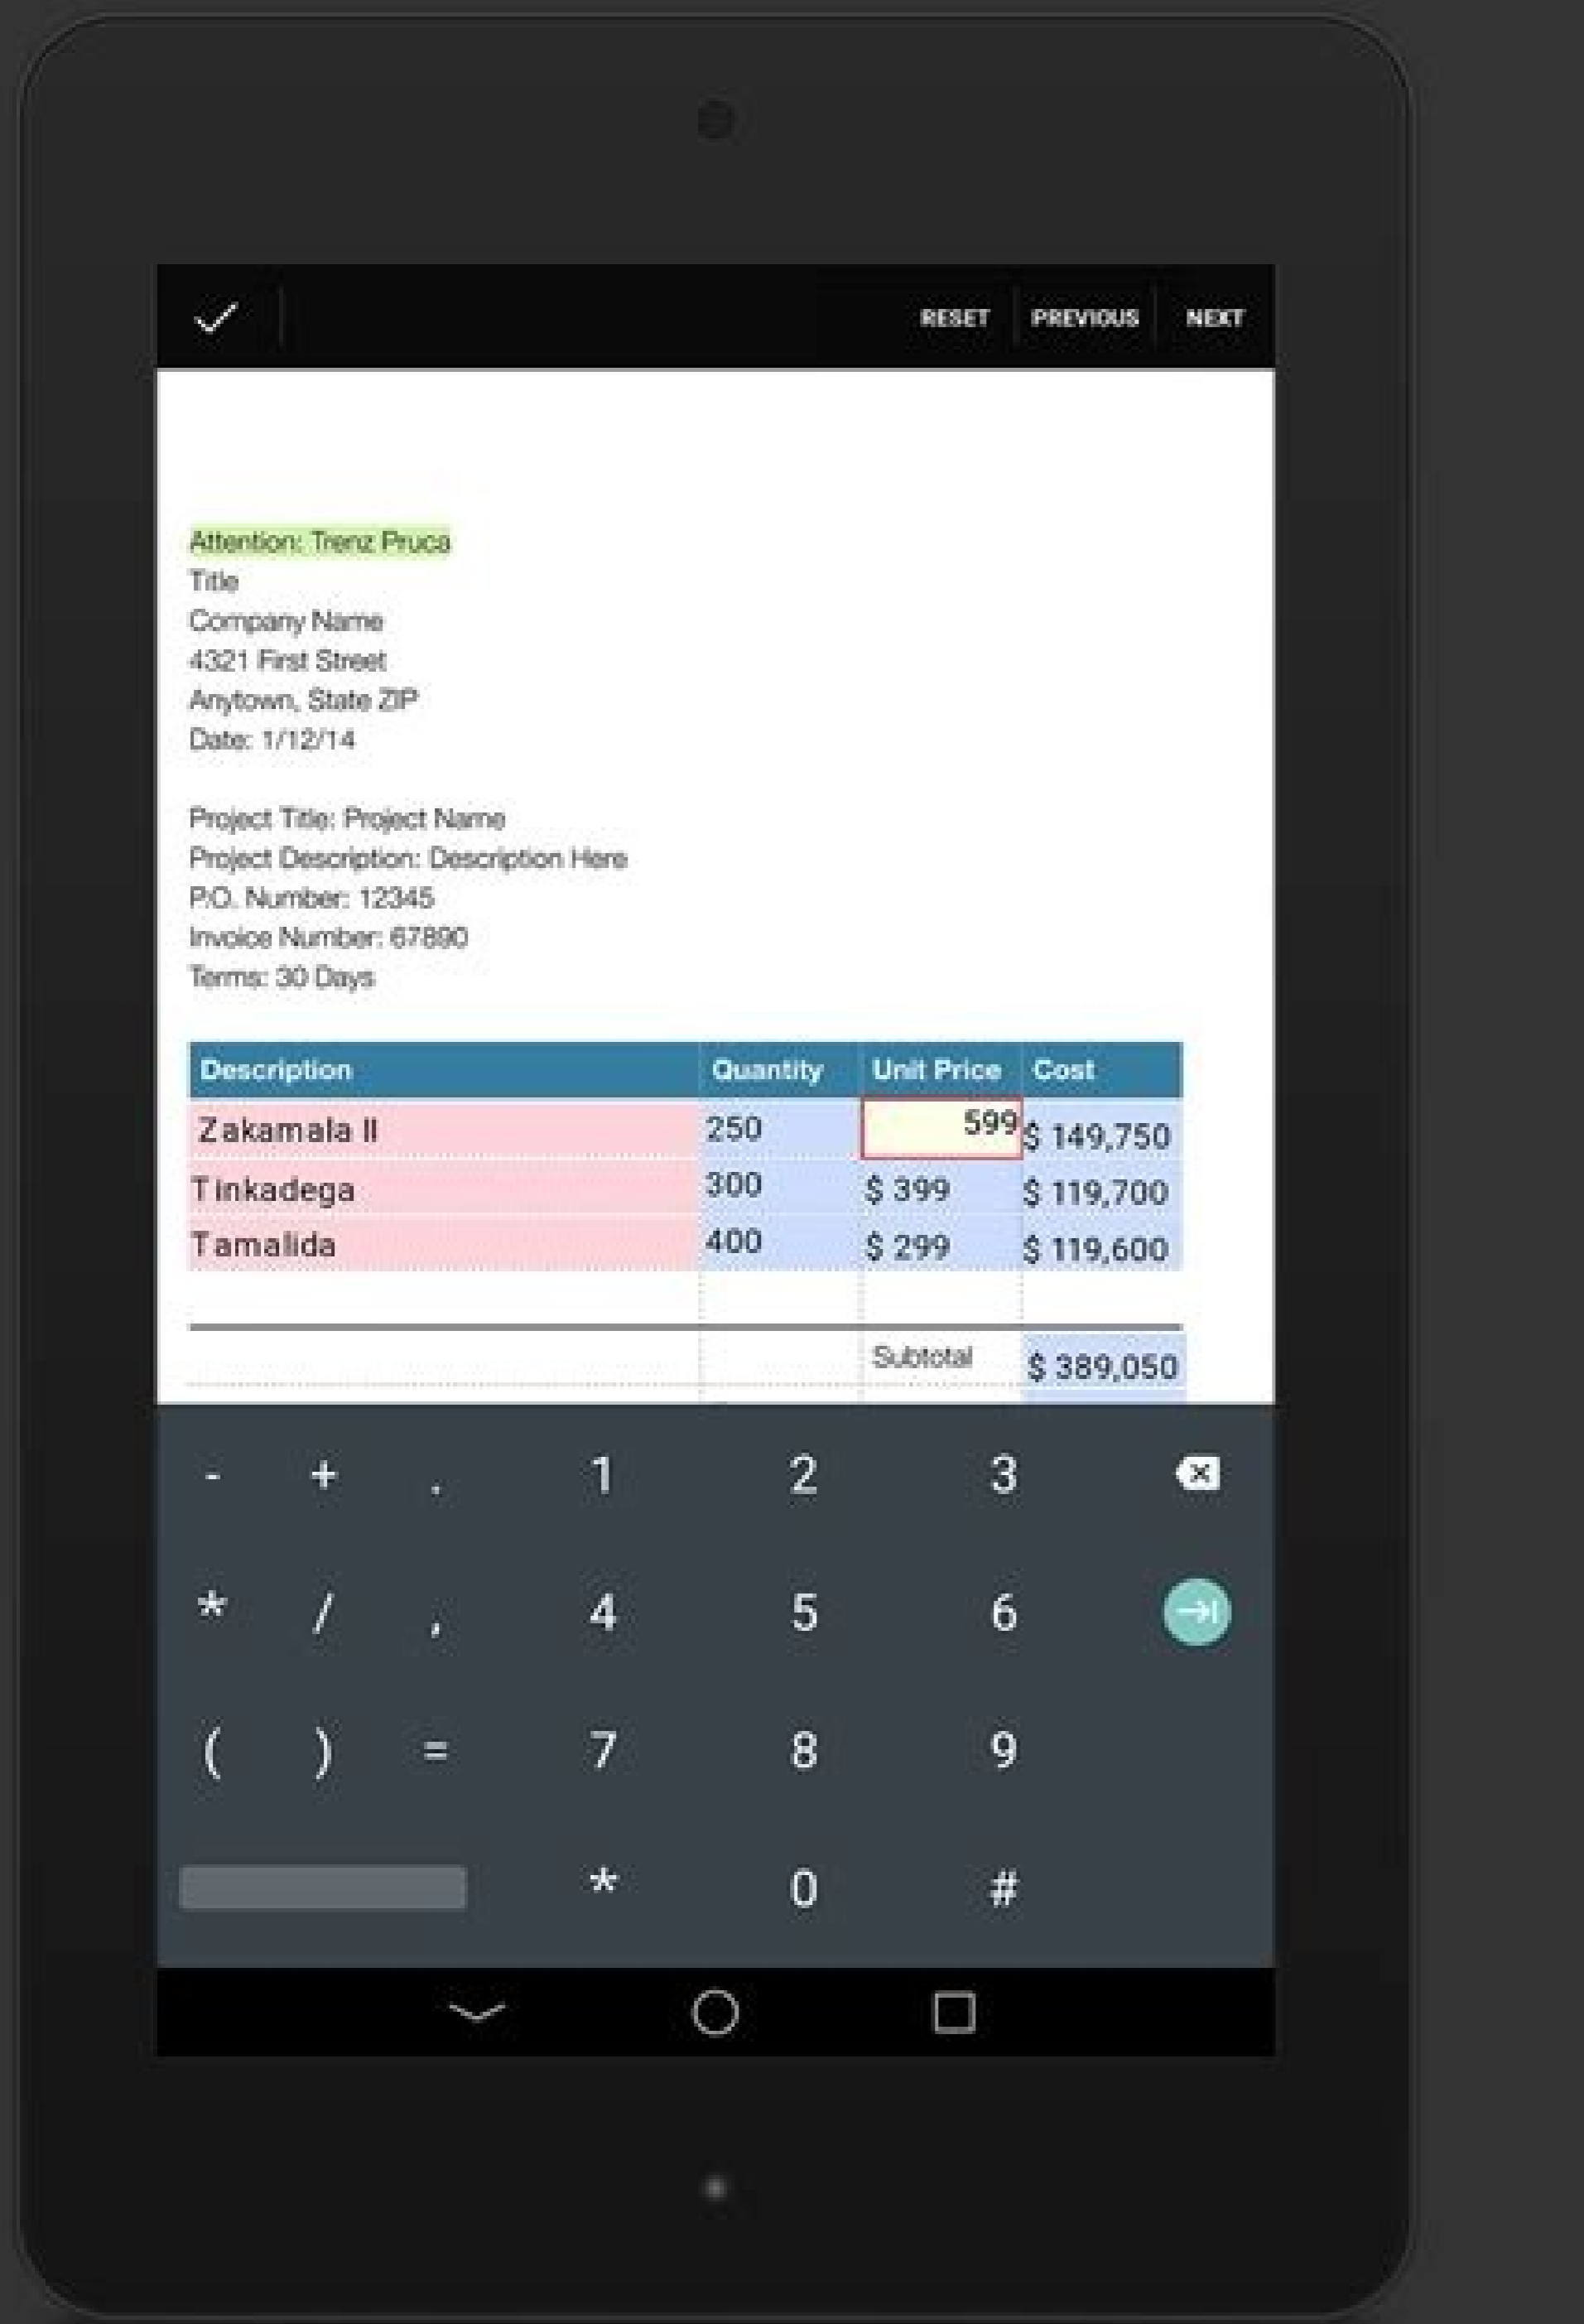 RESET PREVIOUS NEXT
Attention: Trenz Pruca
Title
Company Name
4321 First Street
Anytown, State ZIP
Date: 1/12/14
Project Title: Project Name
Project Description: Description Here
P.O. Number: 12345
Invoice Number: 67890
Terms: 30 Days
Description Quantity Unit Price Cost
Zakamala II 250 599 $ 149,750
Tinkadega 300 $ 399 $ 119,700
Tamalida 400 $ 299 $ 119,600
Subtotal $ 389,050
- + . 1 2 3
* / , 4 5 6
( ) = 7 8 9
* 0 #